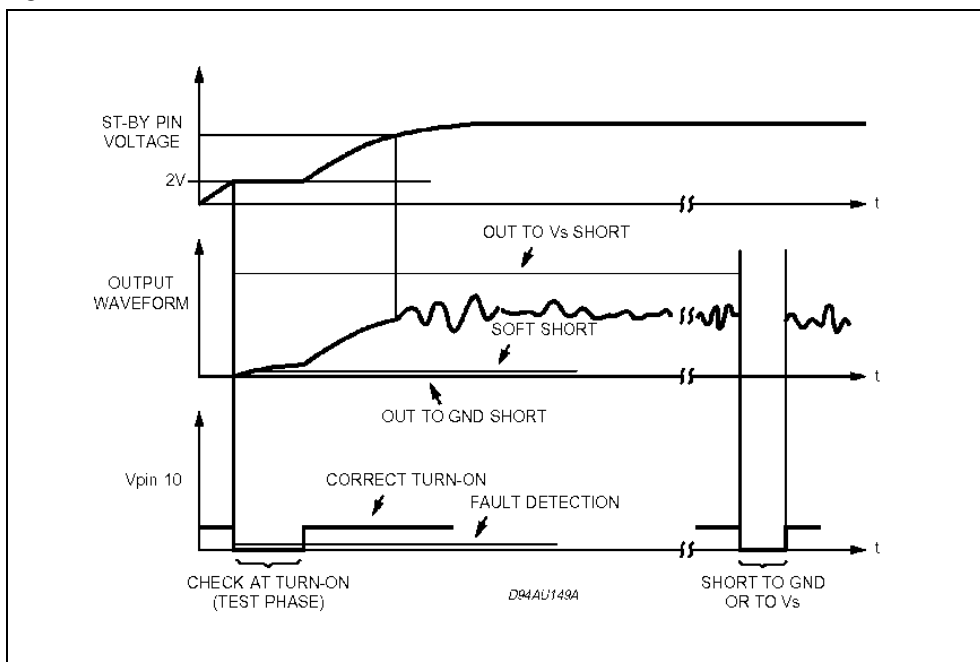 ST-BY PIN
VOLTAGE
2V
t
OUT TO Vs SHORT
OUTPUT
WAVEFORM
SOFT SHORT
t
OUT TO GND SHORT
Vpin 10
CORRECT TURN-ON
FAULT DETECTION
t
CHECK AT TURN-ON
(TEST PHASE)
D94AU149A
SHORT TO GND
OR TO Vs